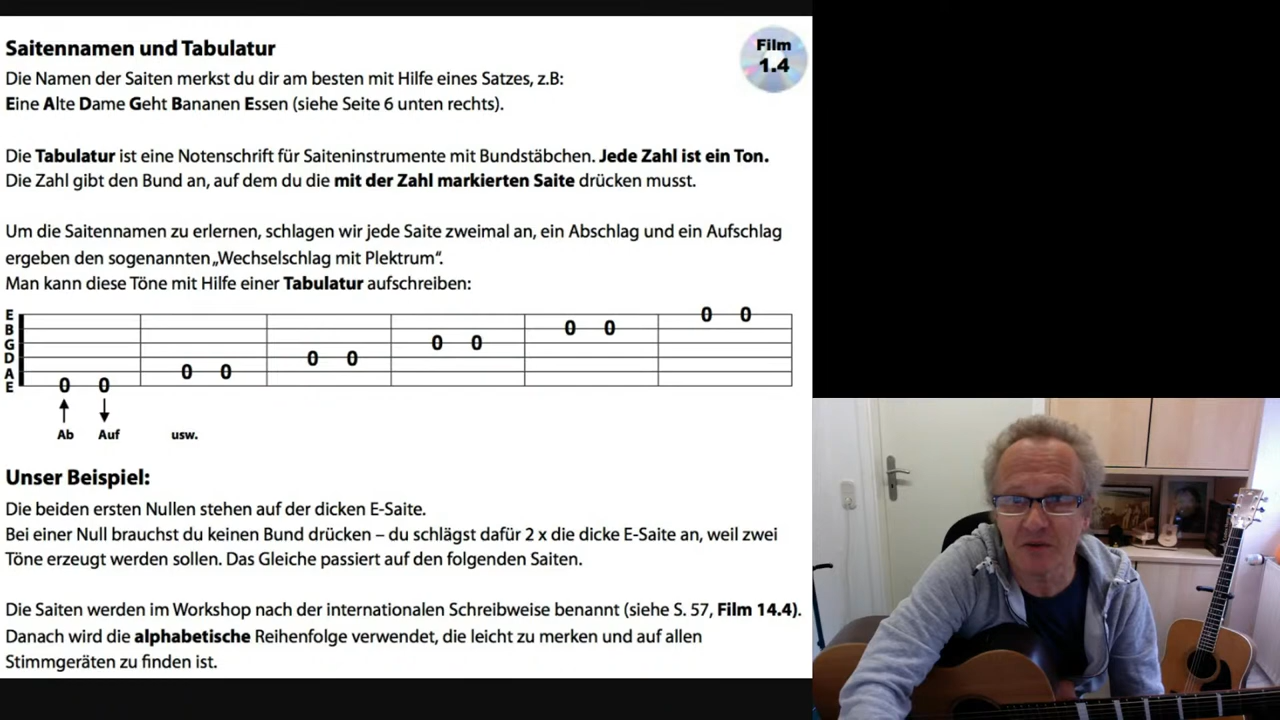 Saitennamen und Tabulatur
Film
1.4
Die Namen der Saiten merkst du dir am besten mit Hilfe eines Satzes, z.B:
Eine Alte Dame Geht Bananen Essen (siehe Seite 6 unten rechts).
Die Tabulatur ist eine Notenschrift für Saiteninstrumente mit Bundstäbchen. Jede Zahl ist ein Ton.
Die Zahl gibt den Bund an, auf dem du die mit der Zahl markierten Saite drücken musst.
Um die Saitennamen zu erlernen, schlagen wir jede Saite zweimal an, ein Abschlag und ein Aufschlag
ergeben den sogenannten „Wechselschlag mit Plektrum“.
Man kann diese Töne mit Hilfe einer Tabulatur aufschreiben:
E 0 0
B 0 0
G 0 0
D 0 0
A 0 0
E 0 0
Ab Auf usw.
Unser Beispiel:
Die beiden ersten Nullen stehen auf der dicken E-Saite.
Bei einer Null brauchst du keinen Bund drücken – du schlägst dafür 2 x die dicke E-Saite an, weil zwei
Töne erzeugt werden sollen. Das Gleiche passiert auf den folgenden Saiten.
Die Saiten werden im Workshop nach der internationalen Schreibweise benannt (siehe S. 57, Film 14.4).
Danach wird die alphabetische Reihenfolge verwendet, die leicht zu merken und auf allen
Stimmgeräten zu finden ist.